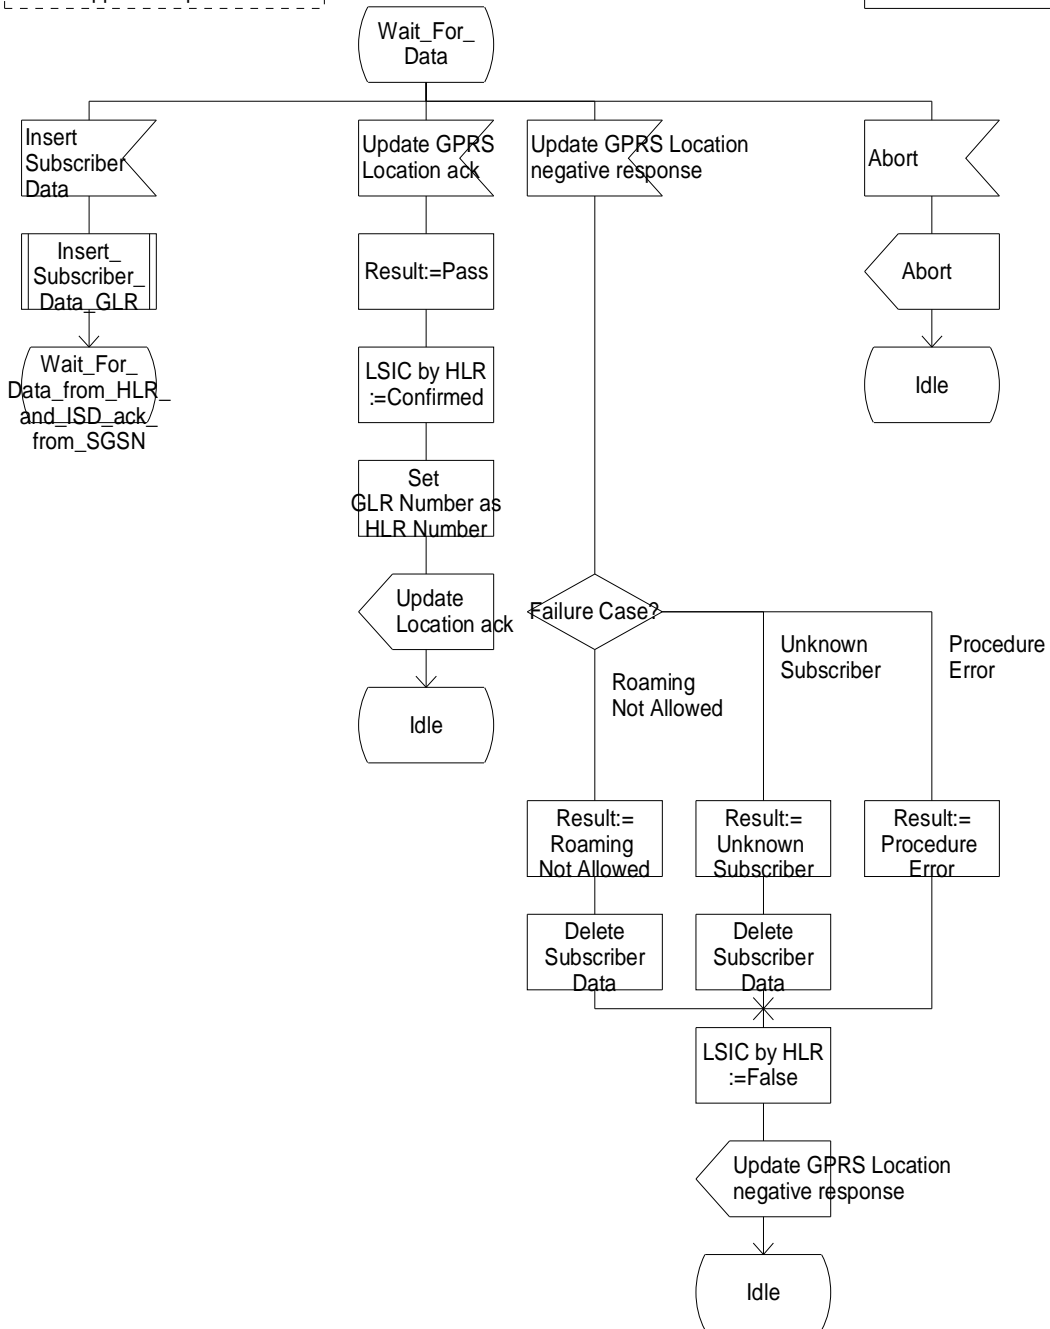 Wait_For_
Data
Insert
Subscriber
Data
Update GPRS
Location ack
Update GPRS Location
negative response
Abort
Insert_
Subscriber_
Data_GLR
Result:=Pass
Abort
Wait_For_
Data_from_HLR_
and_ISD_ack_
from_SGSN
LSIC by HLR
:=Confirmed
Idle
Set
GLR Number as
HLR Number
Update
Location ack
Failure Case?
Unknown
Subscriber
Procedure
Error
Roaming
Not Allowed
Idle
Result:=
Roaming
Not Allowed
Result:=
Unknown
Subscriber
Result:=
Procedure
Error
Delete
Subscriber
Data
Delete
Subscriber
Data
LSIC by HLR
:=False
Update GPRS Location
negative response
Idle